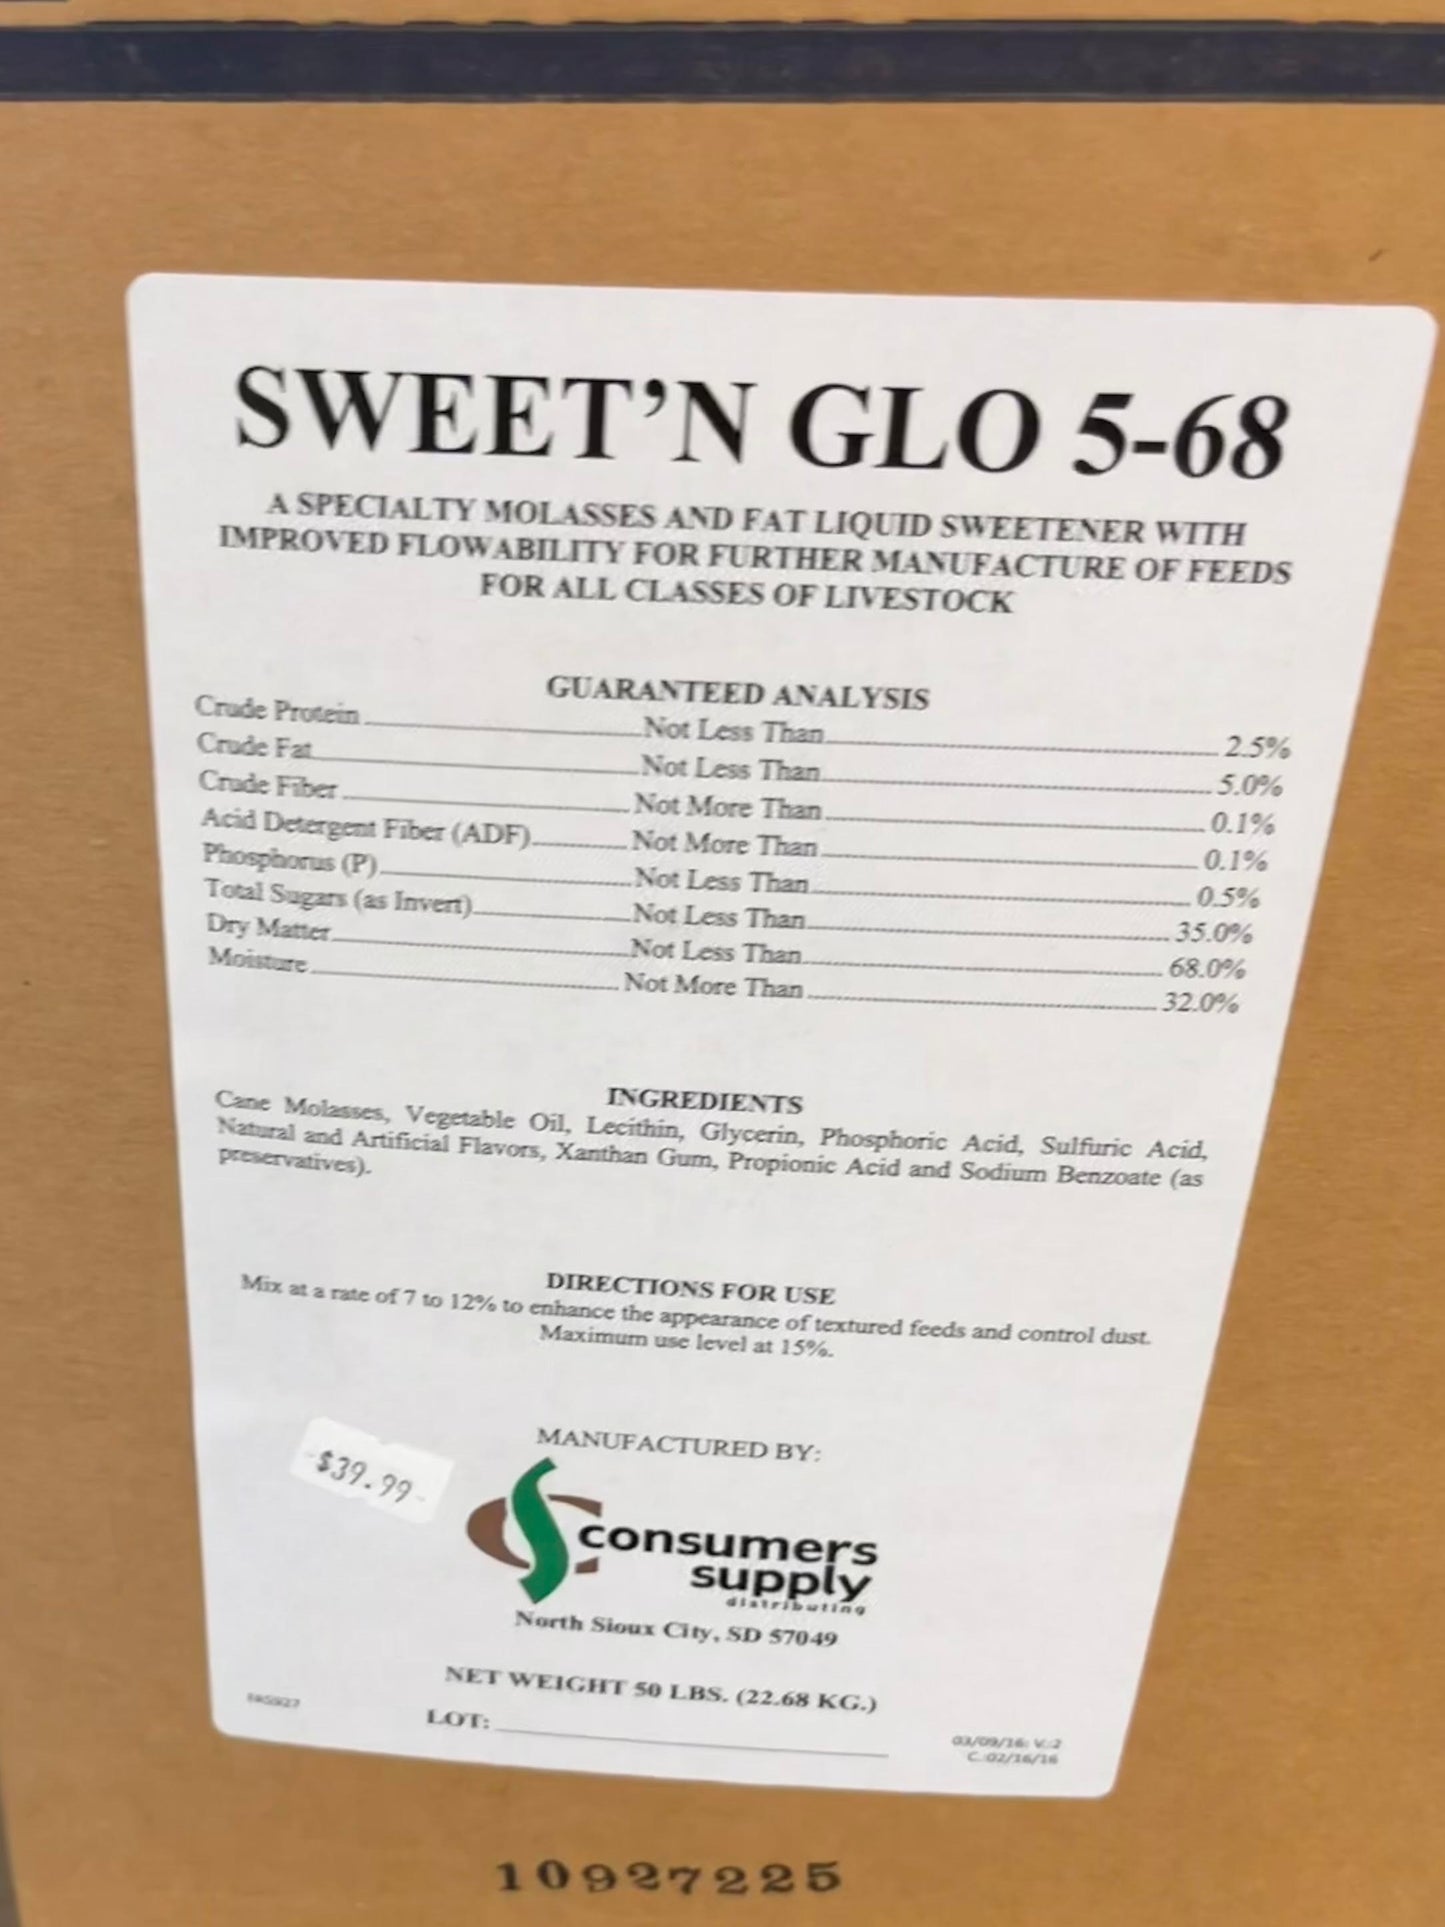 SWEET’N GLO 5-68
A SPECIALTY MOLASSES AND FAT LIQUID SWEETENER WITH
IMPROVED FLOWABILITY FOR FURTHER MANUFACTURE OF FEEDS
FOR ALL CLASSES OF LIVESTOCK
GUARANTEED ANALYSIS
Crude Protein Not Less Than 2.5%
Crude Fat Not Less Than 5.0%
Crude Fiber Not More Than 0.1%
Acid Detergent Fiber (ADF) Not More Than 0.1%
Phosphorus (P) Not Less Than 0.5%
Total Sugars (as Invert) Not Less Than 35.0%
Dry Matter Not Less Than 68.0%
Moisture Not More Than 32.0%
INGREDIENTS
Cane Molasses, Vegetable Oil, Lecithin, Glycerin, Phosphoric Acid, Sulfuric Acid,
Natural and Artificial Flavors, Xanthan Gum, Propionic Acid and Sodium Benzoate (as
preservatives).
DIRECTIONS FOR USE
Mix at a rate of 7 to 12% to enhance the appearance of textured feeds and control dust.
Maximum use level at 15%.
MANUFACTURED BY:
-$39.99-
consumers
supply
distributing
North Sioux City, SD 57049
NET WEIGHT 50 LBS. (22.68 KG.)
LOT:
03/09/16: V.:2
C.:02/16/16
10927225